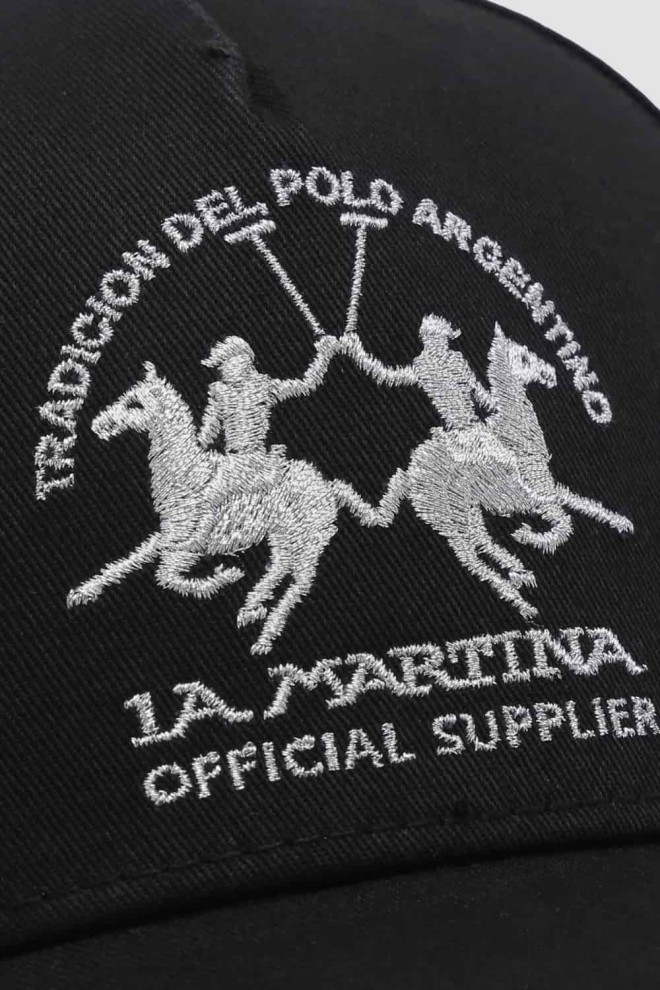 TRADICION DEL POLO ARGENTINO
LA MARTINA
OFFICIAL SUPPLIER